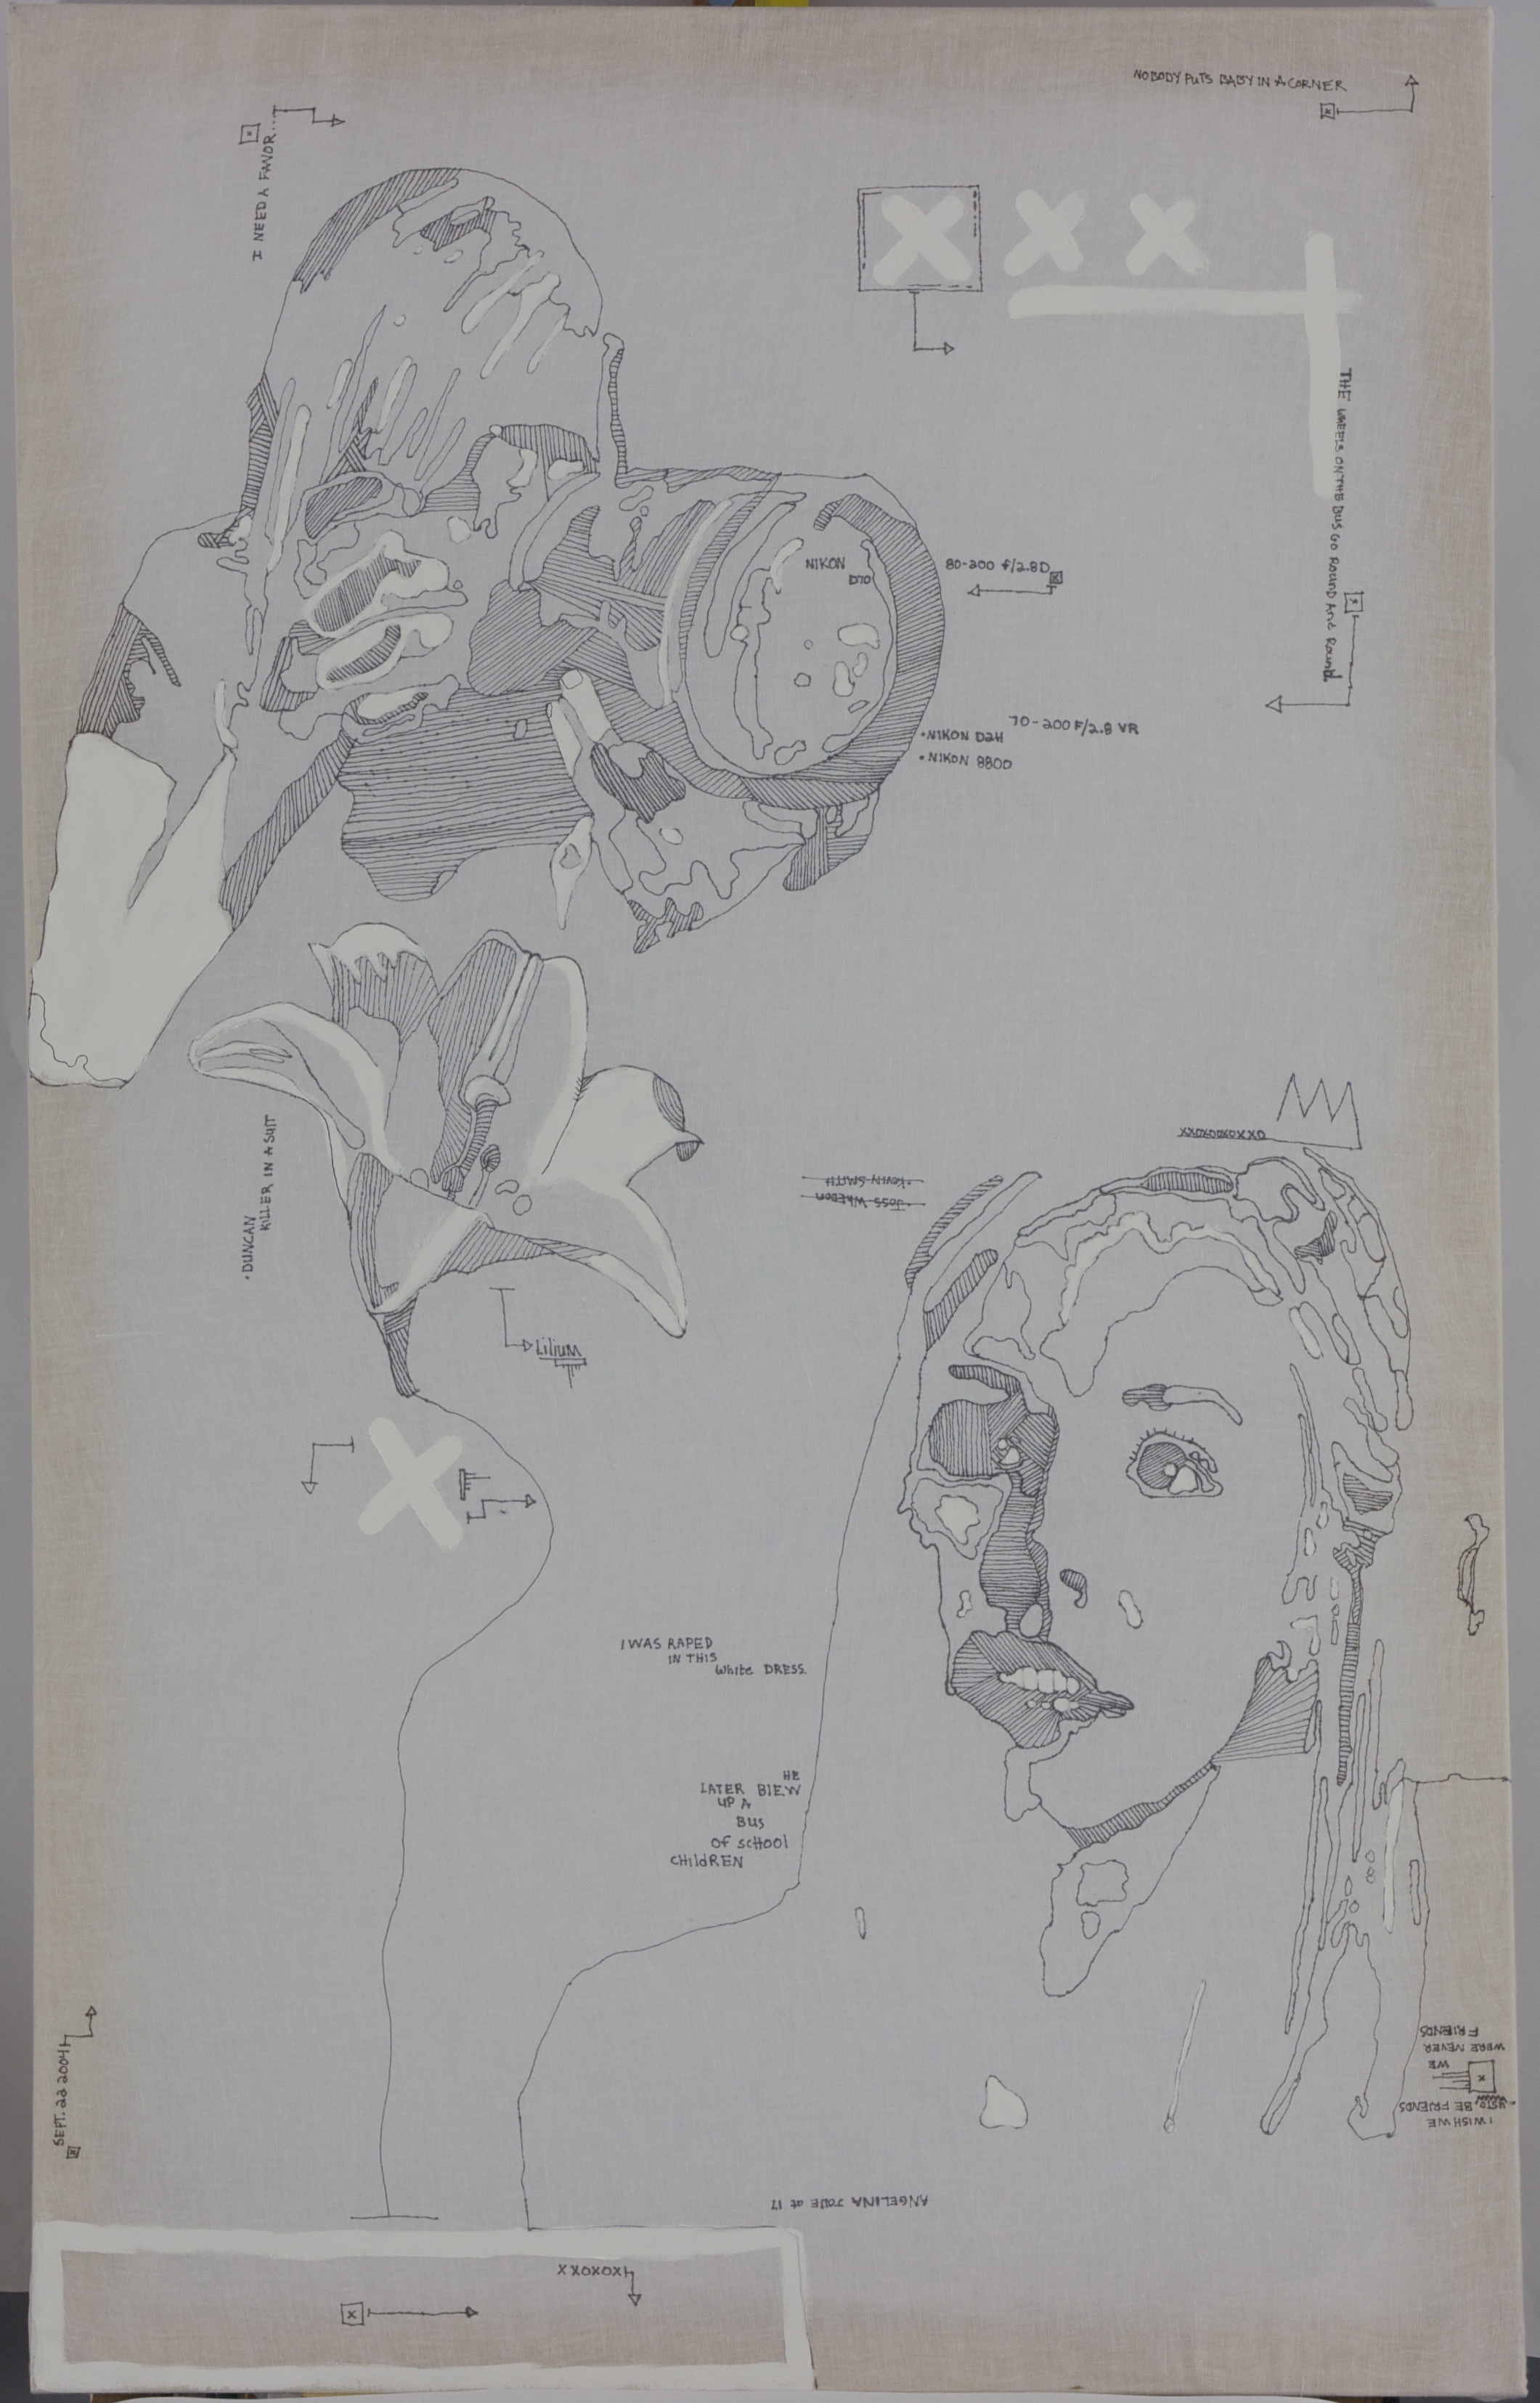 NOBODY PUTS BABY IN A CORNER
I NEED A FAVOR...
X X X
THE WHEELS ON THE BUS GO ROUND ANd Round.
NIKON
D70
80-200 f/2.8D
70-200 F/2.8 VR
•NIKON D2H
•NIKON 8800
•DUNCAN
KILLER IN A SUIT
XXOXOOXOXXO
•KEVIN SMITH
JOSS WHEDON
Lilium
X
I WAS RAPED
IN THIS
White DRESS.
HE
LATER BlEW
UP A
BUS
OF SCHOOl
CHildREN
SEPT. 22 2004
I WISH WE
BE FRIENDS
WE
WERE NEVER
FRIENDS
ANGELINA JOLIE at 17
XXOXOXX